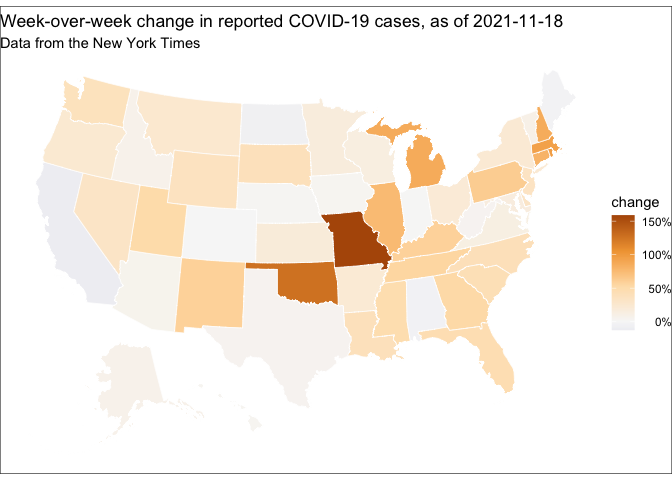 Week-over-week change in reported COVID-19 cases, as of 2021-11-18
Data from the New York Times
change
150%
100%
50%
0%